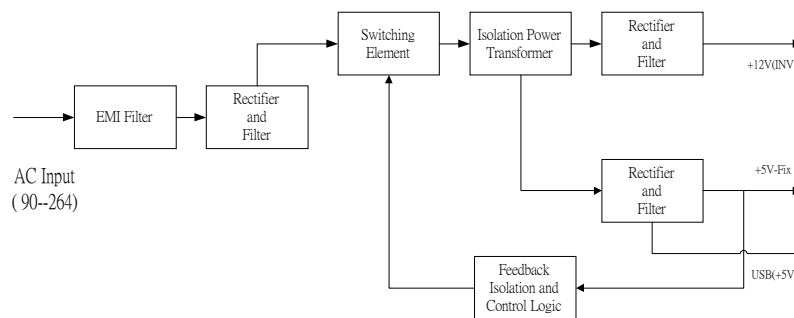 Switching
Element
Isolation Power
Transformer
Rectifier
and
Filter
+12V(INV
EMI Filter
Rectifier
and
Filter
AC Input
( 90--264)
Rectifier
and
Filter
+5V-Fix
USB(+5V
Feedback
Isolation and
Control Logic